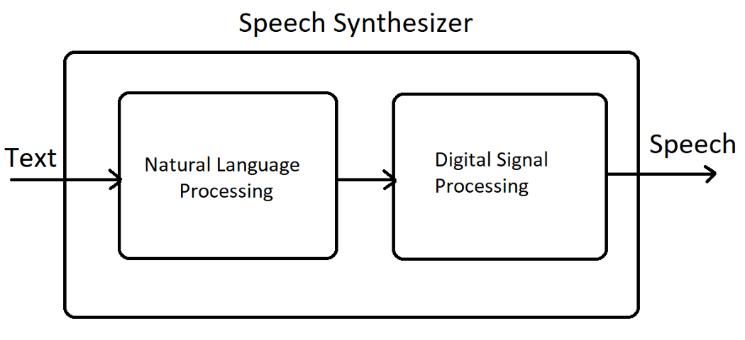 Speech Synthesizer
Text
Natural Language
Processing
Digital Signal
Processing
Speech